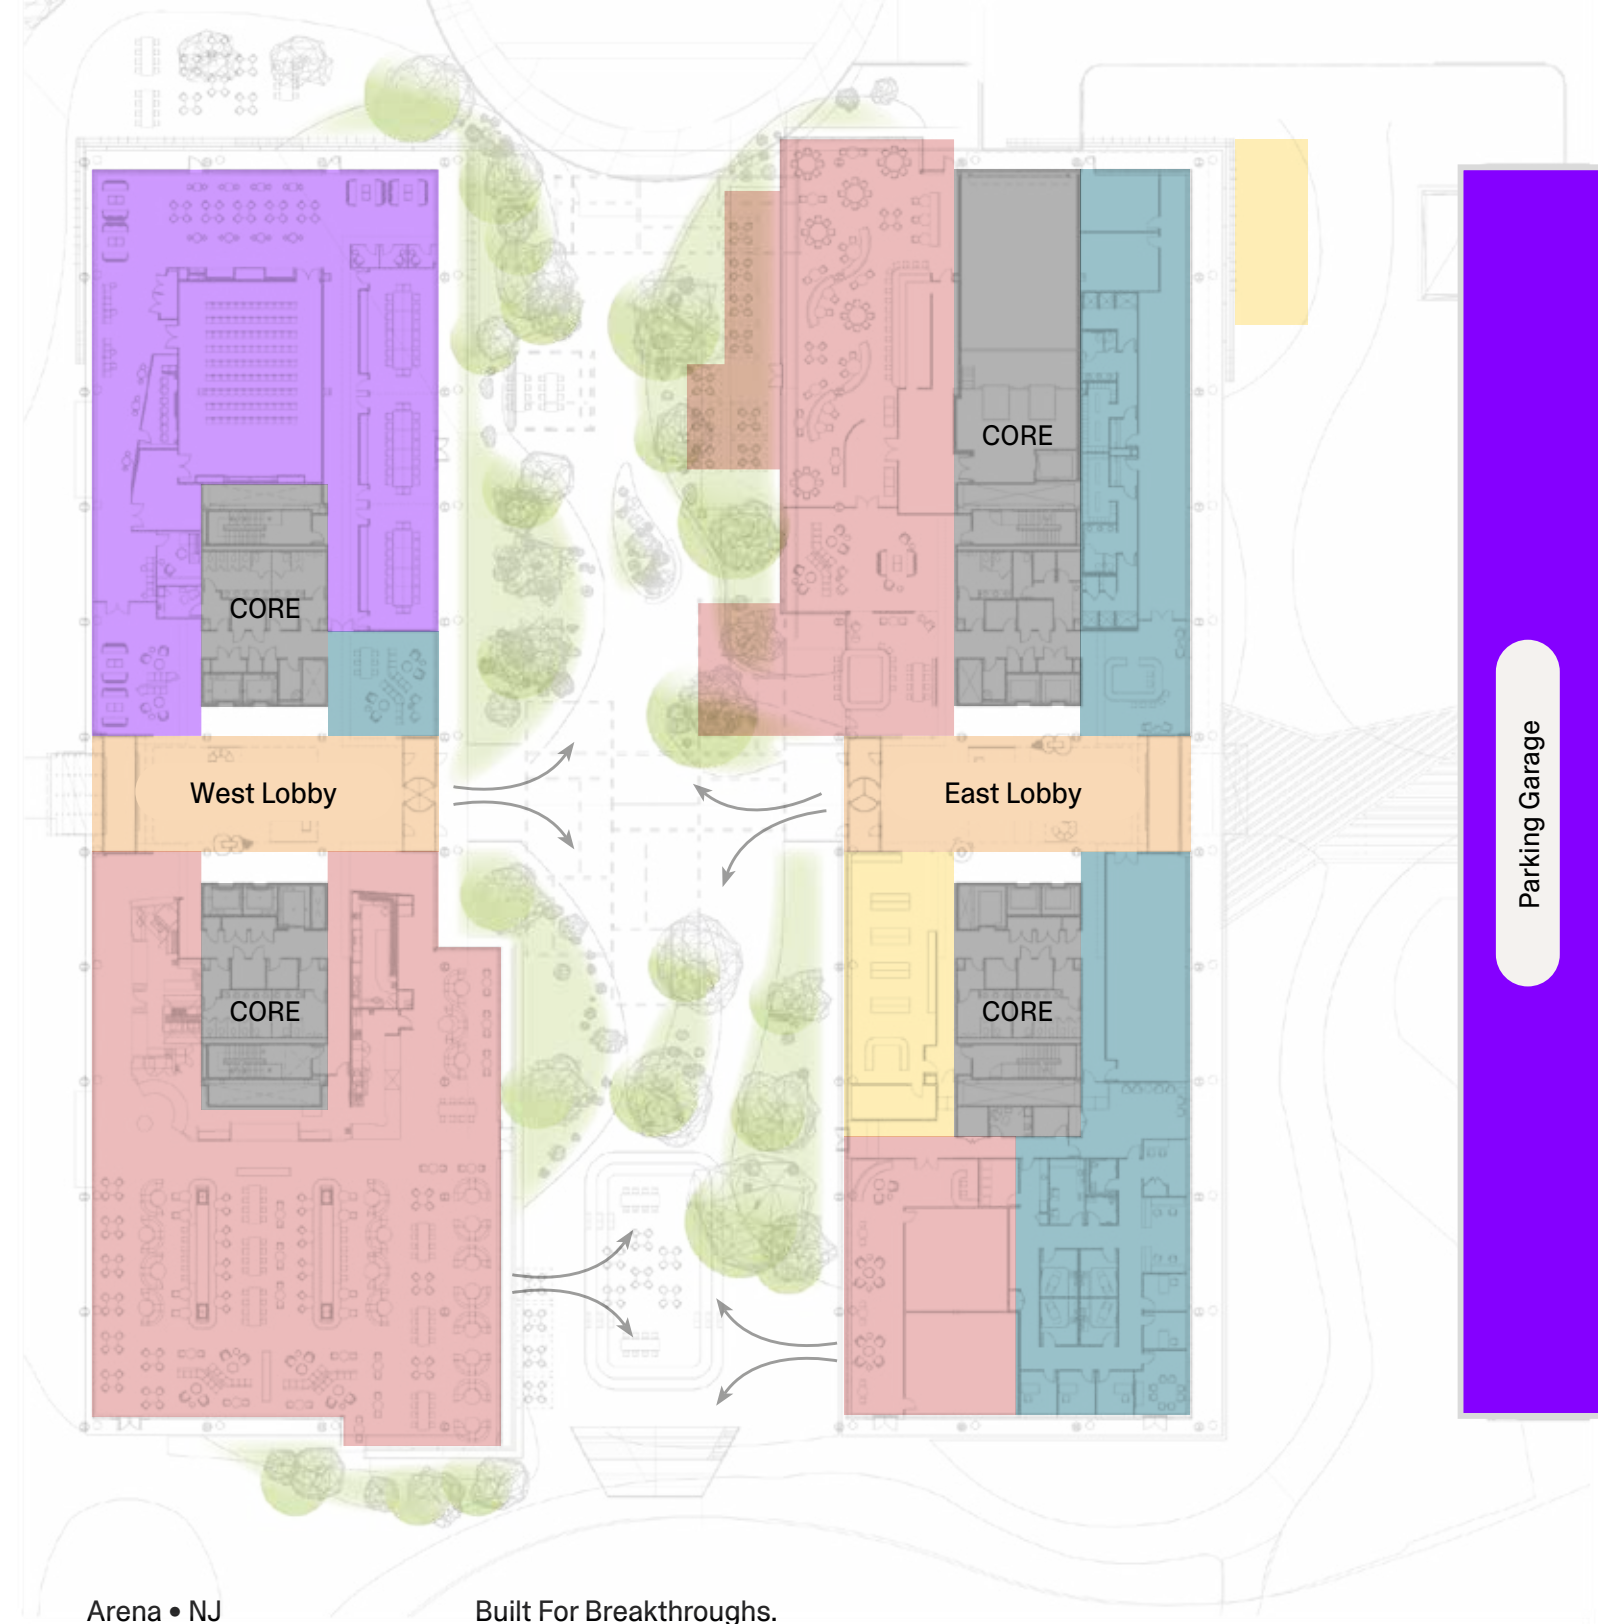 CORE
CORE
West Lobby
East Lobby
Parking Garage
CORE
CORE
Arena • NJ
Built For Breakthroughs.